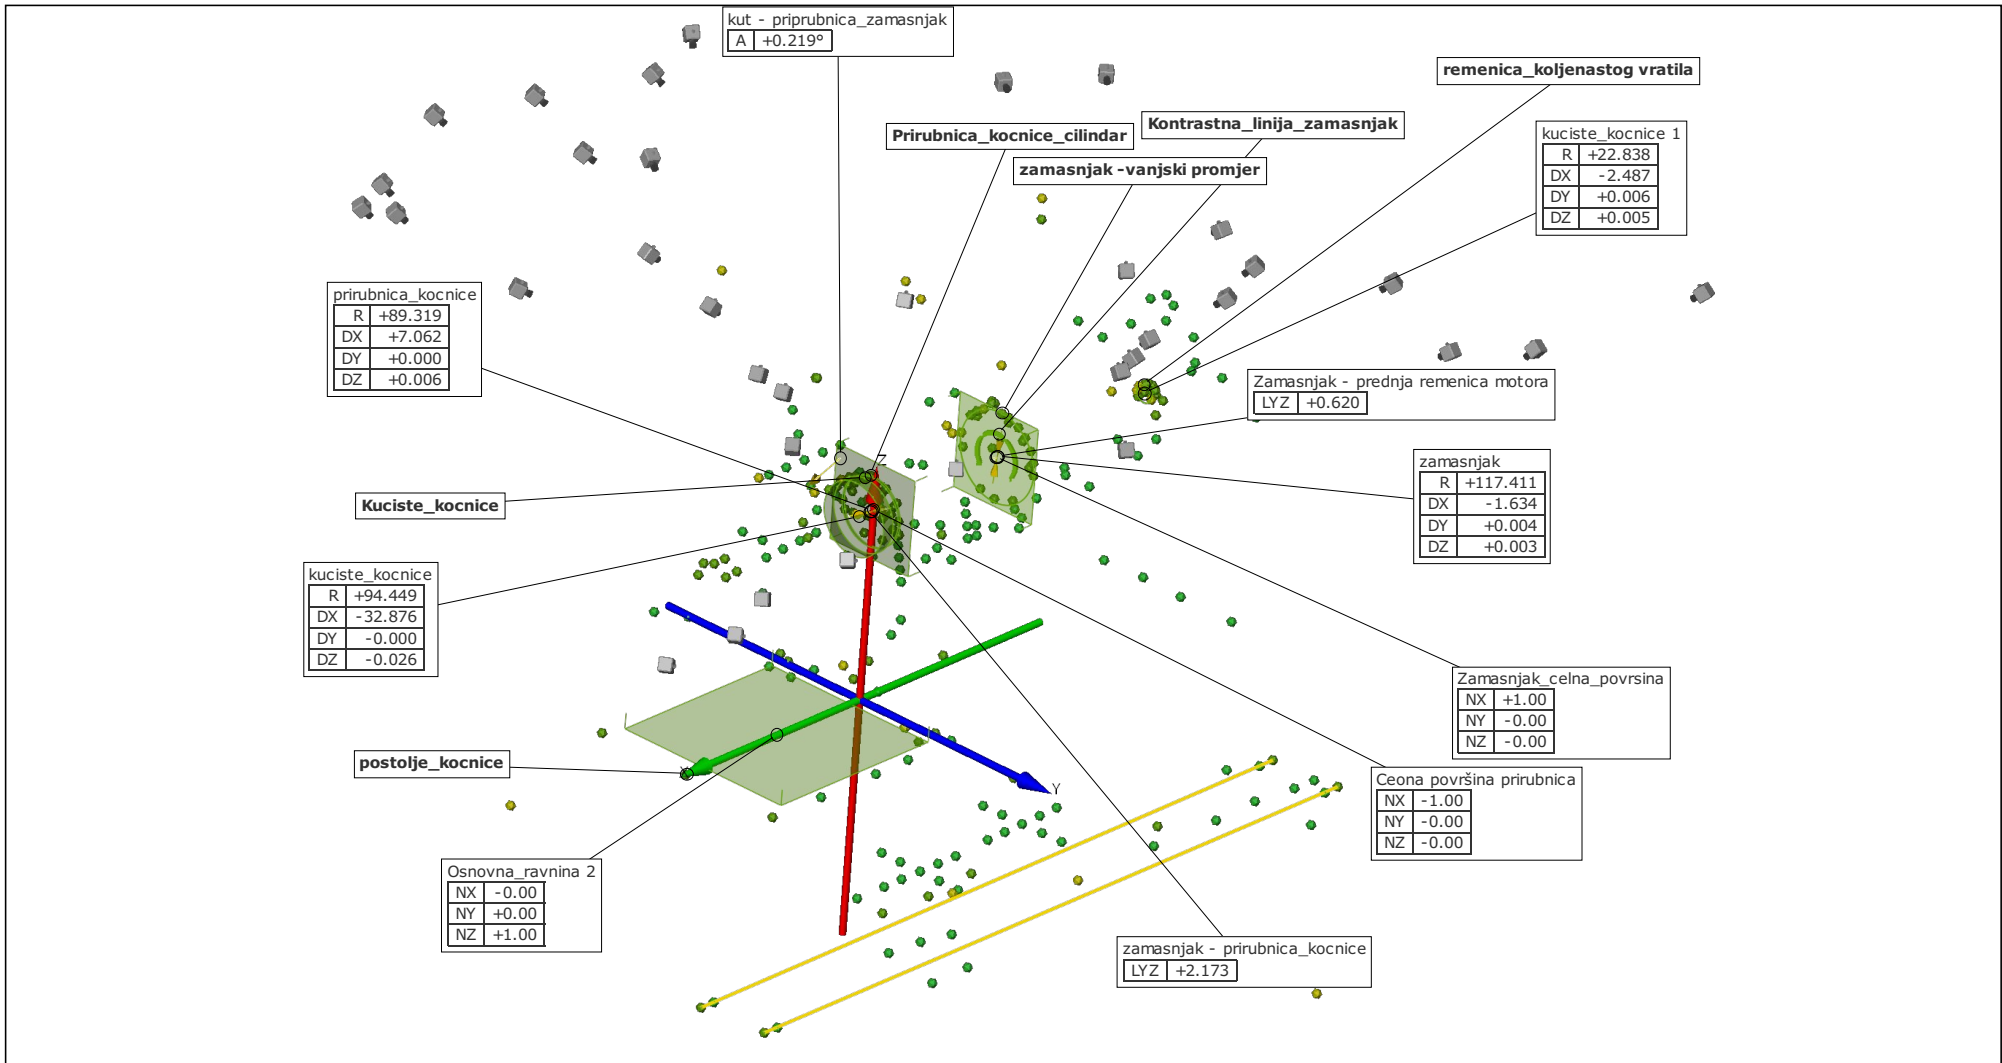 kut - priprubnica_zamasnjak
A +0.219°
remenica_koljenastog vratila
Kontrastna_linija_zamasnjak
Prirubnica_kocnice_cilindar
zamasnjak -vanjski promjer
kuciste_kocnice 1
R +22.838
DX -2.487
DY +0.006
DZ +0.005
prirubnica_kocnice
R +89.319
DX +7.062
DY +0.000
DZ +0.006
Zamasnjak - prednja remenica motora
LYZ +0.620
zamasnjak
R +117.411
DX -1.634
DY +0.004
DZ +0.003
Z
Kuciste_kocnice
kuciste_kocnice
R +94.449
DX -32.876
DY -0.000
DZ -0.026
Zamasnjak_celna_povrsina
NX +1.00
NY -0.00
NZ -0.00
postolje_kocnice
Y
Ceona površina prirubnica
NX -1.00
NY -0.00
NZ -0.00
Osnovna_ravnina 2
NX -0.00
NY +0.00
NZ +1.00
zamasnjak - prirubnica_kocnice
LYZ +2.173